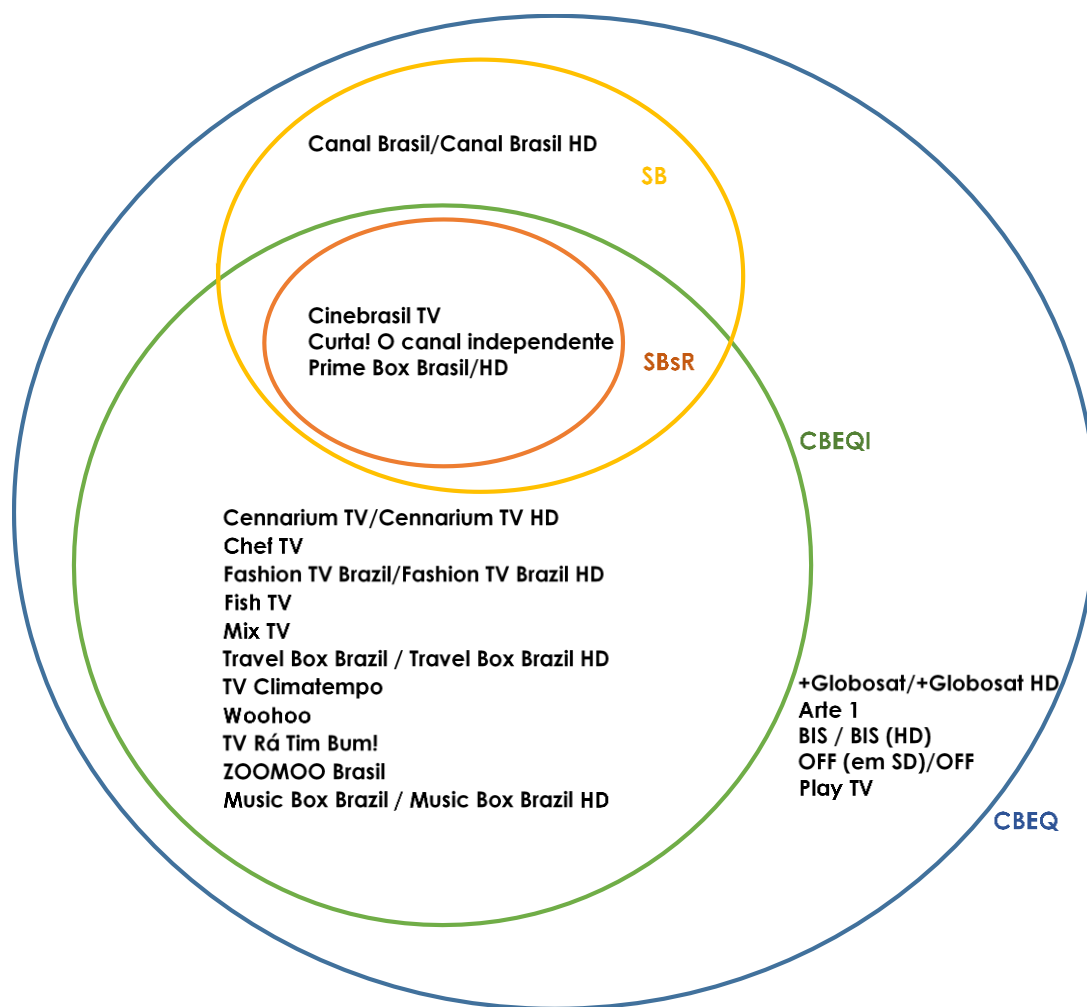 Canal Brasil/Canal Brasil HD
SB
Cinebrasil TV
Curta! O canal independente
Prime Box Brasil/HD
SBsR
CBEQI
Cennarium TV/Cennarium TV HD
Chef TV
Fashion TV Brazil/Fashion TV Brazil HD
Fish TV
Mix TV
Travel Box Brazil / Travel Box Brazil HD
TV Climatempo
Woohoo
TV Rá Tim Bum!
ZOOMOO Brasil
Music Box Brazil / Music Box Brazil HD
+Globosat/+Globosat HD
Arte 1
BIS / BIS (HD)
OFF (em SD)/OFF
Play TV
CBEQ